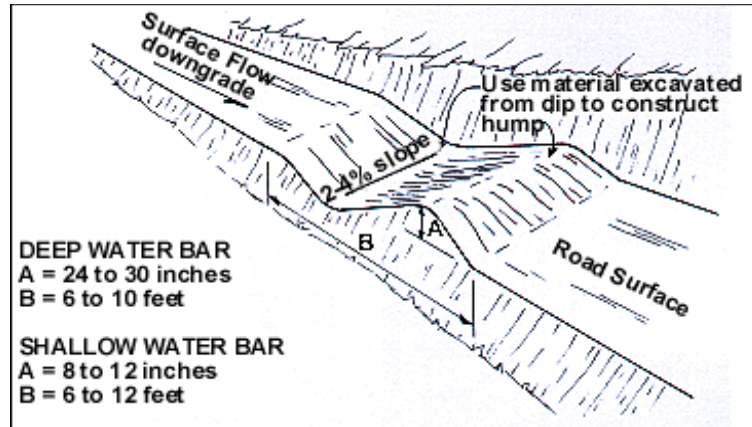 Surface Flow
downgrade
Use material excavated
from dip to construct
hump
2-4% slope
A
B
Road Surface
DEEP WATER BAR
A = 24 to 30 inches
B = 6 to 10 feet
SHALLOW WATER BAR
A = 8 to 12 inches
B = 6 to 12 feet